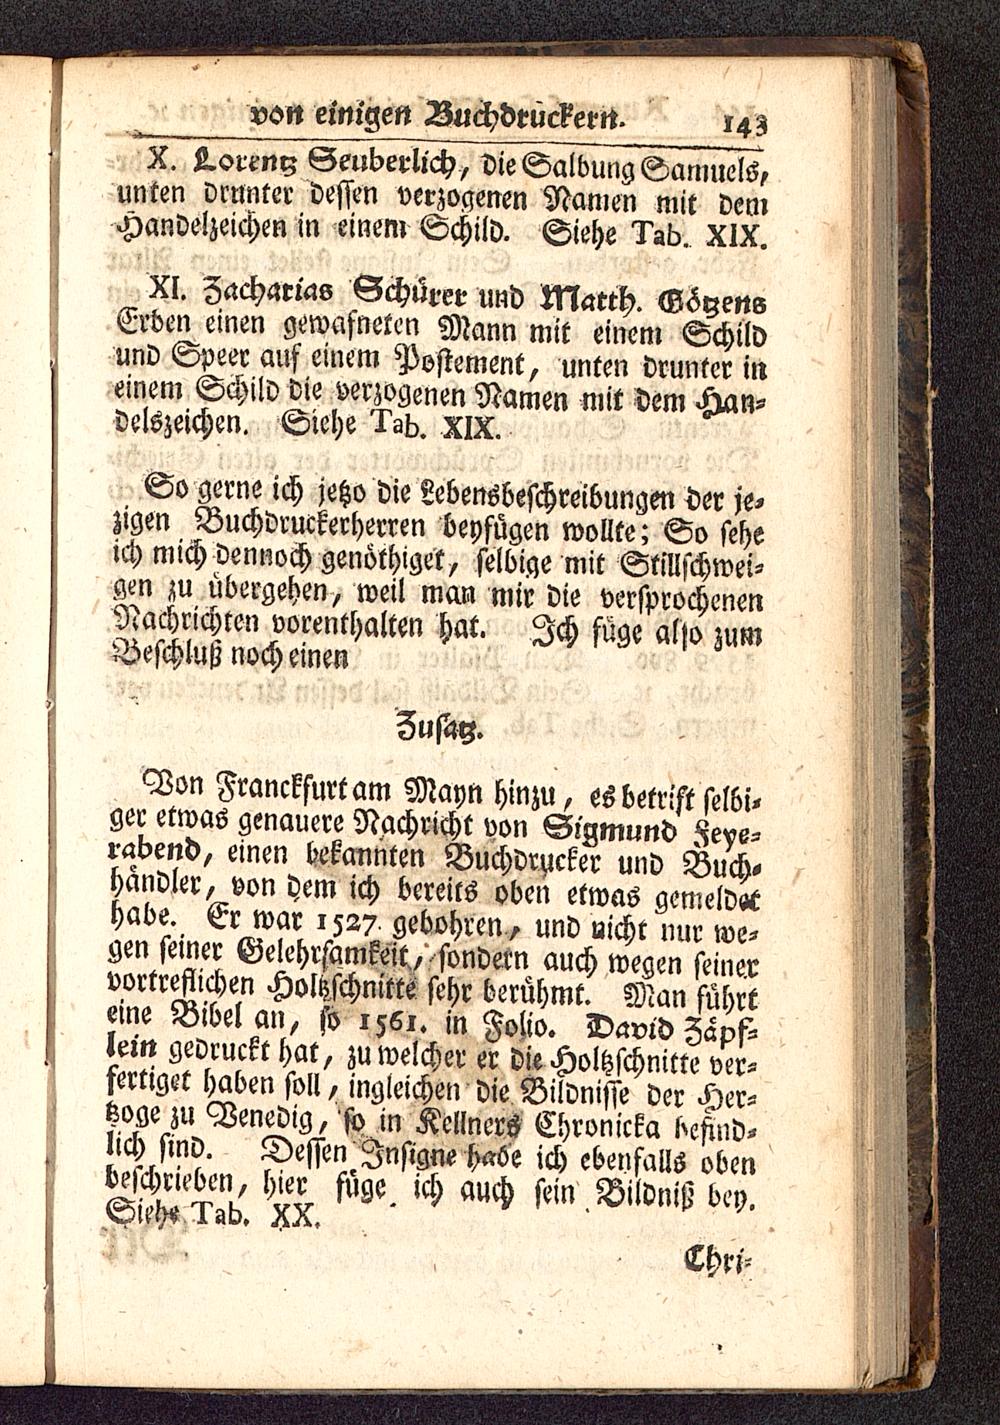 von einigen Buchdruckern. 143
X. Lorentz Seuberlich, die Salbung Samuels,
unten drunter dessen verzogenen Namen mit dem
Handelzeichen in einem Schild. Siehe Tab. XIX.
XI. Zacharias Schürer und Matth. Götzens
Erben einen gewafneten Mann mit einem Schild
und Speer auf einem Postement, unten drunter in
einem Schild die verzogenen Namen mit dem Han-
delszeichen. Siehe Tab. XIX.
So gerne ich jetzo die Lebensbeschreibungen der je-
zigen Buchdruckerherren beyfügen wollte; So sehe
ich mich dennoch genöthiget, selbige mit Stillschwei-
gen zu übergehen, weil man mir die versprochenen
Nachrichten vorenthalten hat. Ich füge also zum
Beschluß noch einen
Zusatz.
Von Franckfurt am Mayn hinzu, es betrift selbi-
ger etwas genauere Nachricht von Sigmund Feye-
rabend, einen bekannten Buchdrucker und Buch-
händler, von dem ich bereits oben etwas gemeldet
habe. Er war 1527. gebohren, und nicht nur we-
gen seiner Gelehrsamkeit, sondern auch wegen seiner
vortreflichen Holtzschnitte sehr berühmt. Man führt
eine Bibel an, so 1561. in Folio. David Zäpf-
lein gedruckt hat, zu welcher er die Holtzschnitte ver-
fertiget haben soll, ingleichen die Bildnisse der Her-
tzoge zu Venedig, so in Kellners Chronicka befind-
lich sind. Dessen Insigne habe ich ebenfalls oben
beschrieben, hier füge ich auch sein Bildniß bey.
Siehe Tab. XX.
Chri-